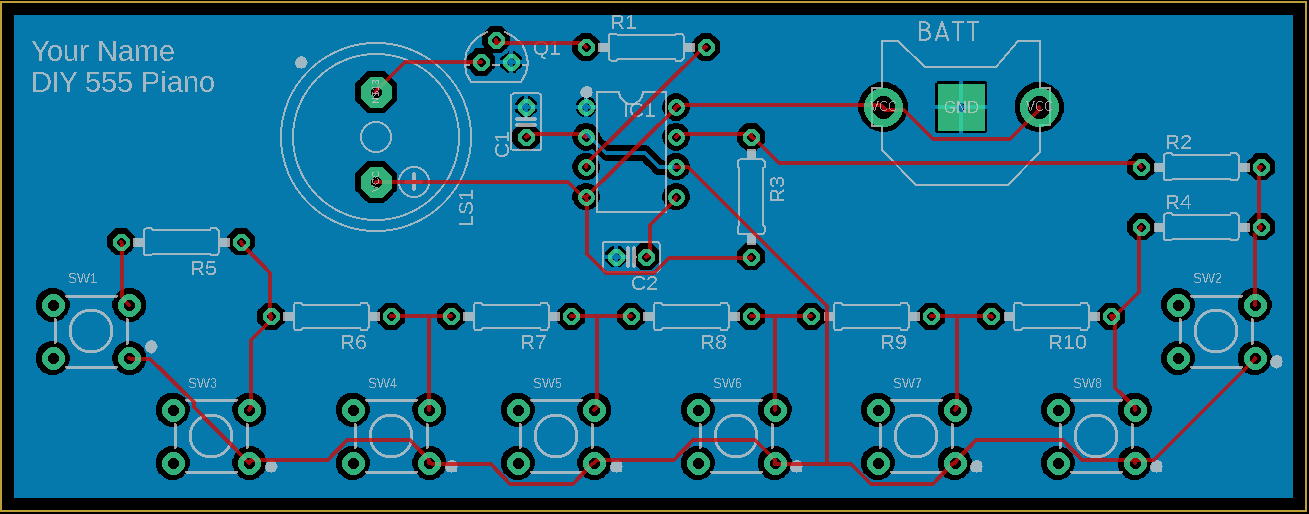 Your Name
DIY 555 Piano
Q1
R1
BATT
VCC
GND
VCC
IC1
C1
LS1
R3
C2
R2
R4
R5
SW1
SW2
R6
R7
R8
R9
R10
SW3
SW4
SW5
SW6
SW7
SW8